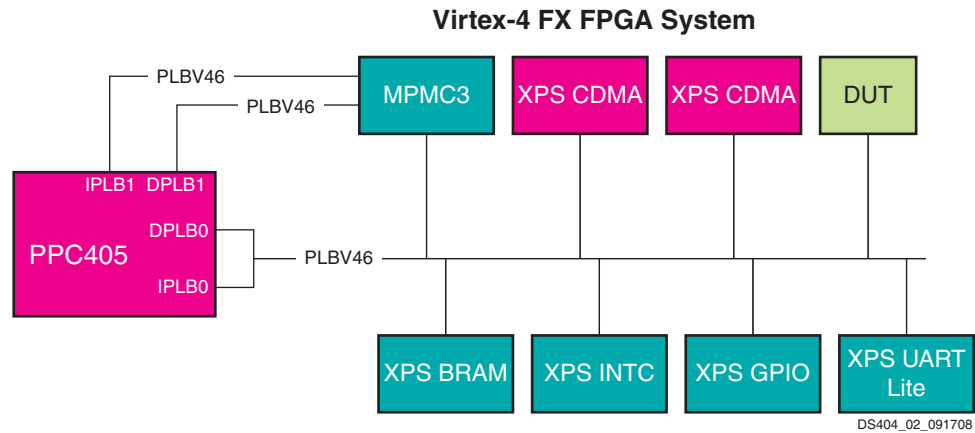 Virtex-4 FX FPGA System
PLBV46
PLBV46
MPMC3
XPS CDMA
XPS CDMA
DUT
IPLB1 DPLB1
DPLB0
PPC405
IPLB0
PLBV46
XPS BRAM
XPS INTC
XPS GPIO
XPS UART
Lite
DS404_02_091708